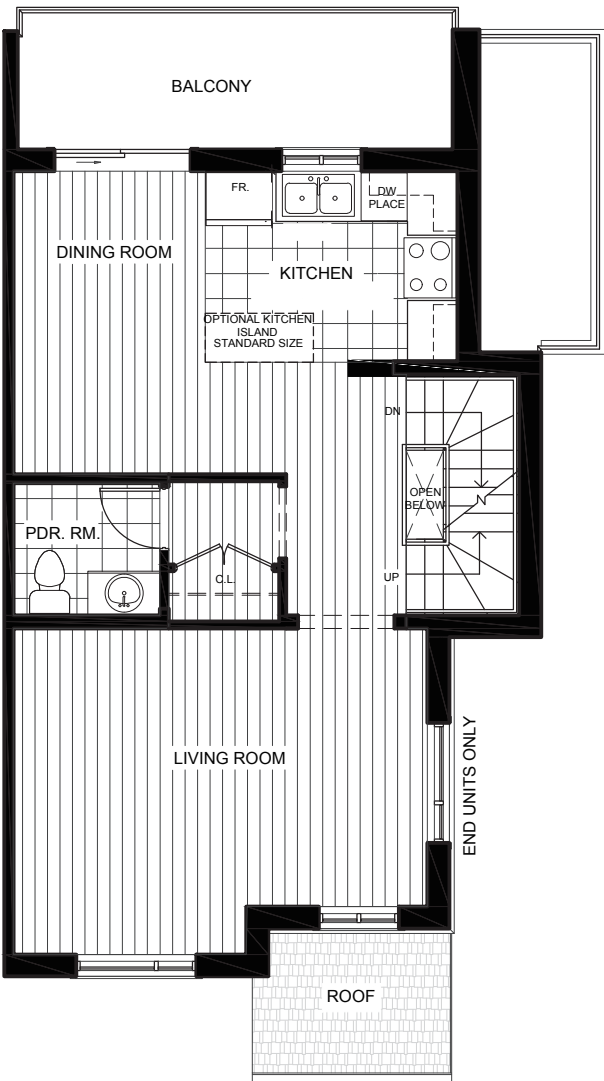 BALCONY
FR.
DW
PLACE
DINING ROOM
KITCHEN
OPTIONAL KITCHEN
ISLAND
STANDARD SIZE
DN
OPEN
BELOW
N
PDR. RM.
C.L.
UP
LIVING ROOM
END UNITS ONLY
ROOF